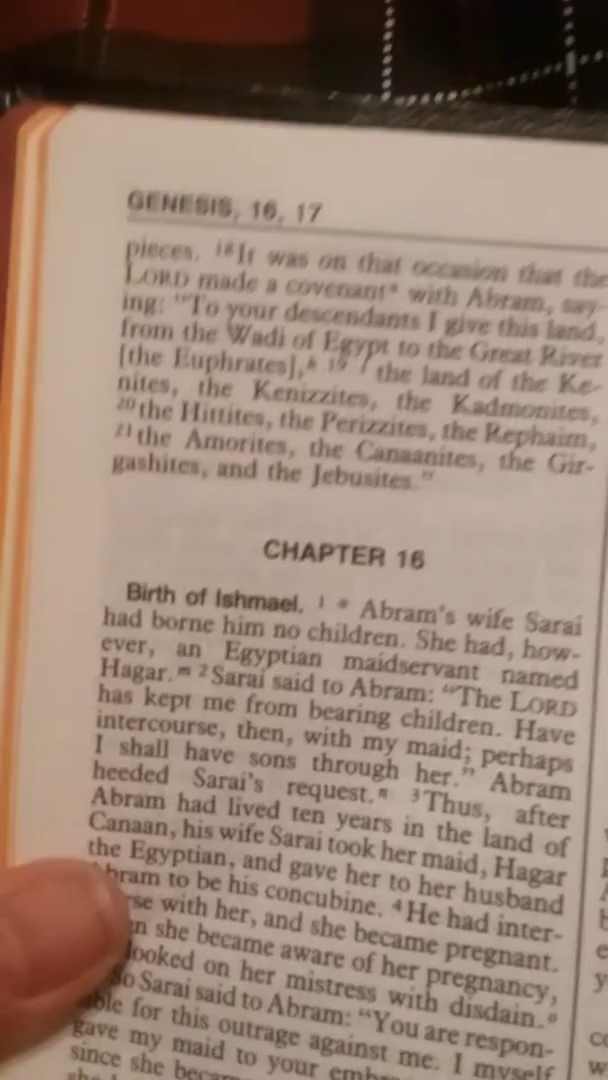 GENESIS, 16, 17
pieces. 18It was on that occasion that the
LORD made a covenant* with Abram, say-
ing: "To your descendants I give this land,
from the Wadi of Egypt to the Great River
[the Euphrates],k 19 l the land of the Ke-
nites, the Kenizzites, the Kadmonites,
20the Hittites, the Perizzites, the Rephaim,
21the Amorites, the Canaanites, the Gir-
gashites, and the Jebusites."
CHAPTER 16
Birth of Ishmael. 1 * Abram's wife Sarai
had borne him no children. She had, how-
ever, an Egyptian maidservant named
Hagar.m 2Sarai said to Abram: "The LORD
has kept me from bearing children. Have
intercourse, then, with my maid; perhaps
I shall have sons through her." Abram
heeded Sarai's request.n 3Thus, after
Abram had lived ten years in the land of
Canaan, his wife Sarai took her maid, Hagar
the Egyptian, and gave her to her husband
Abram to be his concubine. 4He had inter-
rse with her, and she became pregnant.
n she became aware of her pregnancy,
looked on her mistress with disdain.o
So Sarai said to Abram: "You are respon-
ible for this outrage against me. I myself
gave my maid to your embr
since she became